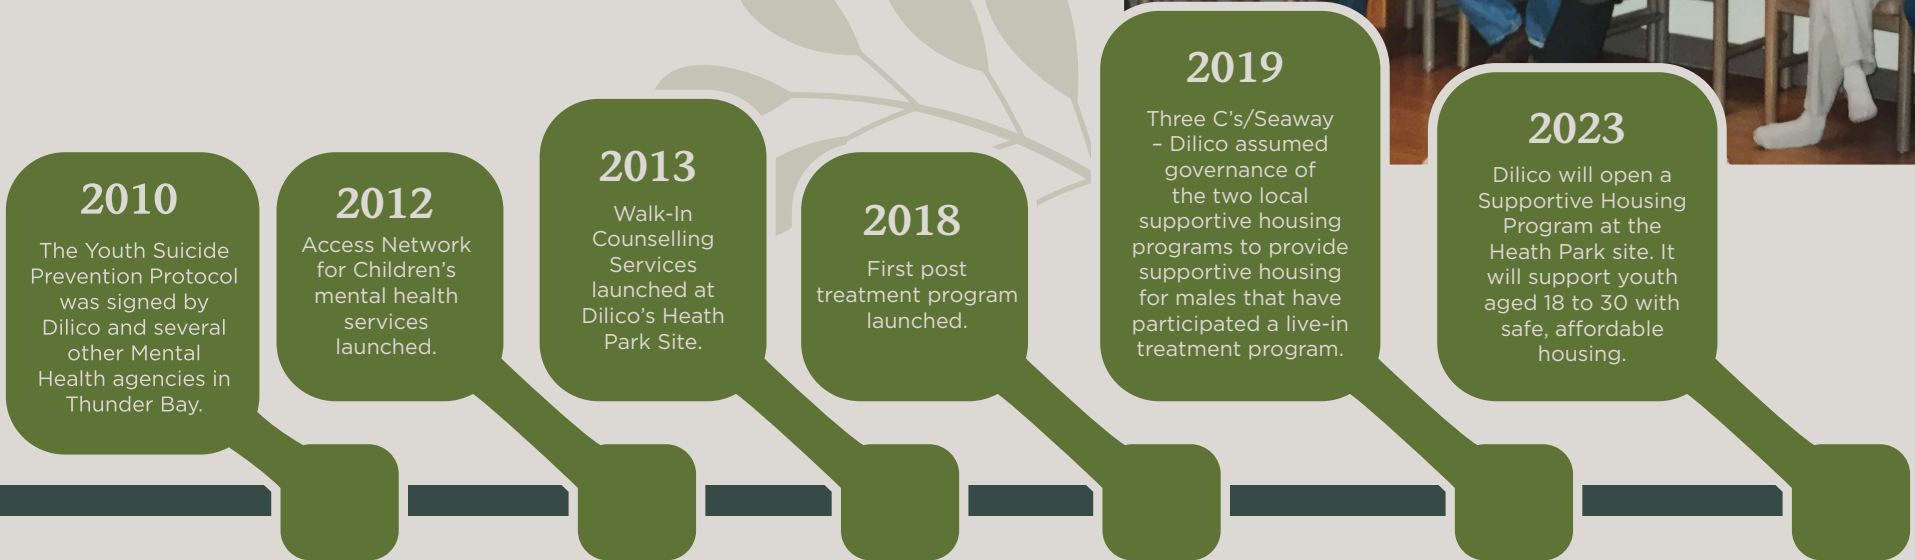 2010
The Youth Suicide
Prevention Protocol
was signed by
Dilico and several
other Mental
Health agencies in
Thunder Bay.
2012
Access Network
for Children’s
mental health
services
launched.
2013
Walk-In
Counselling
Services
launched at
Dilico’s Heath
Park Site.
2018
First post
treatment program
launched.
2019
Three C’s/Seaway
– Dilico assumed
governance of
the two local
supportive housing
programs to provide
supportive housing
for males that have
participated a live-in
treatment program.
2023
Dilico will open a
Supportive Housing
Program at the
Heath Park site. It
will support youth
aged 18 to 30 with
safe, affordable
housing.